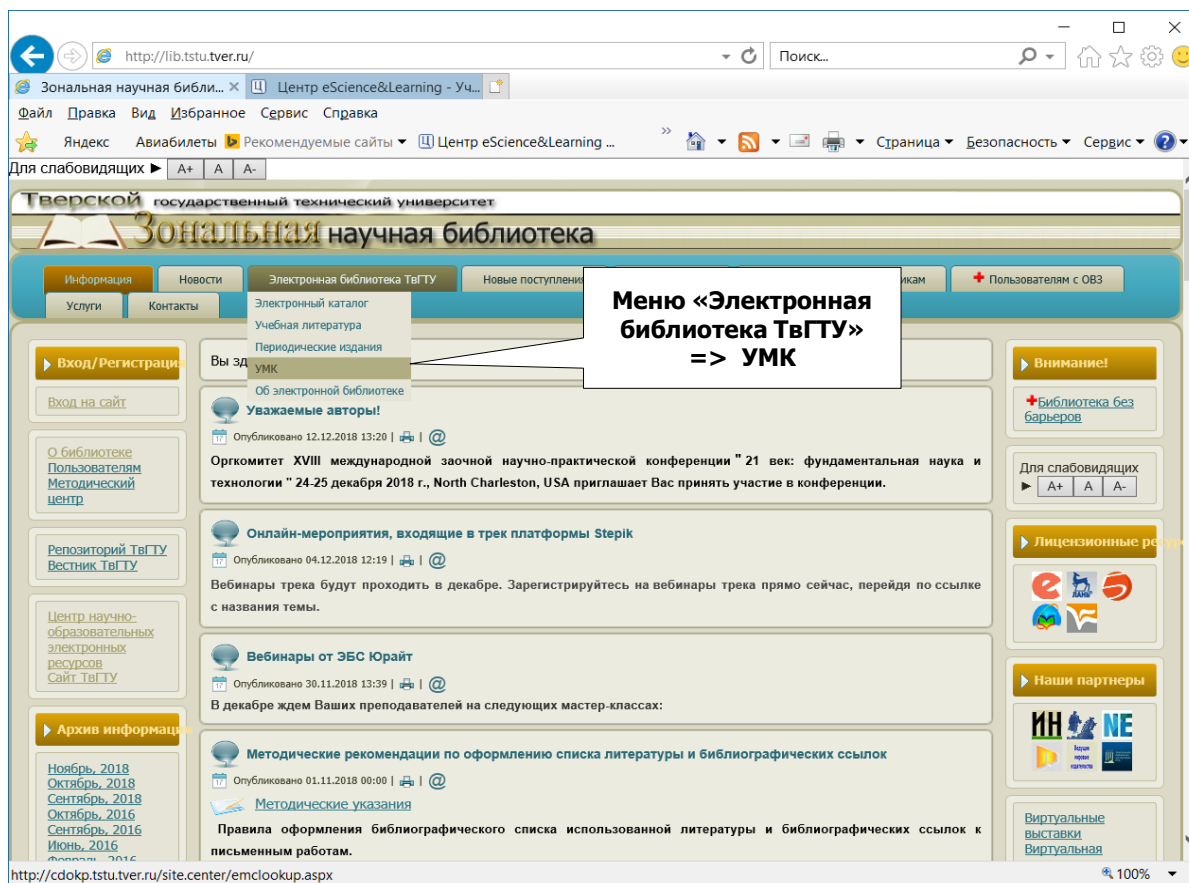 http://lib.tstu.tver.ru/
Поиск...
Зональная научная библи...
Центр eScience&Learning - Уч...
Файл Правка Вид Избранное Сервис Справка
Яндекс Авиабилеты Рекомендуемые сайты Центр eScience&Learning ... » Страница Безопасность Сервис
Для слабовидящих ► A+ A A-
Тверской государственный технический университет
Зональная научная библиотека
Информация Новости Электронная библиотека ТвГТУ Новые поступления Пользователям с ОВЗ
Услуги Контакты
Электронный каталог
Учебная литература
Периодические издания
УМК
Об электронной библиотеке
Меню «Электронная
библиотека ТвГТУ»
=> УМК
Вход/Регистрация
Вход на сайт
О библиотеке
Пользователям
Методический
центр
Репозиторий ТвГТУ
Вестник ТвГТУ
Центр научно-
образовательных
электронных
ресурсов
Сайт ТвГТУ
Архив информации
Ноябрь, 2018
Октябрь, 2018
Сентябрь, 2018
Октябрь, 2016
Сентябрь, 2016
Июнь, 2016
Февраль, 2016
Вы зд
Уважаемые авторы!
Опубликовано 12.12.2018 13:20 | | @
Оргкомитет XVIII международной заочной научно-практической конференции " 21 век: фундаментальная наука и
технологии " 24-25 декабря 2018 г., North Charleston, USA приглашает Вас принять участие в конференции.
Онлайн-мероприятия, входящие в трек платформы Stepik
Опубликовано 04.12.2018 12:19 | | @
Вебинары трека будут проходить в декабре. Зарегистрируйтесь на вебинары трека прямо сейчас, перейдя по ссылке
с названия темы.
Вебинары от ЭБС Юрайт
Опубликовано 30.11.2018 13:39 | | @
В декабре ждем Ваших преподавателей на следующих мастер-классах:
Методические рекомендации по оформлению списка литературы и библиографических ссылок
Опубликовано 01.11.2018 00:00 | | @
Методические указания
Правила оформления библиографического списка использованной литературы и библиографических ссылок к
письменным работам.
Внимание!
Библиотека без
барьеров
Для слабовидящих
► A+ A A-
Лицензионные ресур
Наши партнеры
ИН NE
Виртуальные
выставки
Виртуальная
http://cdokp.tstu.tver.ru/site.center/emclookup.aspx
100%